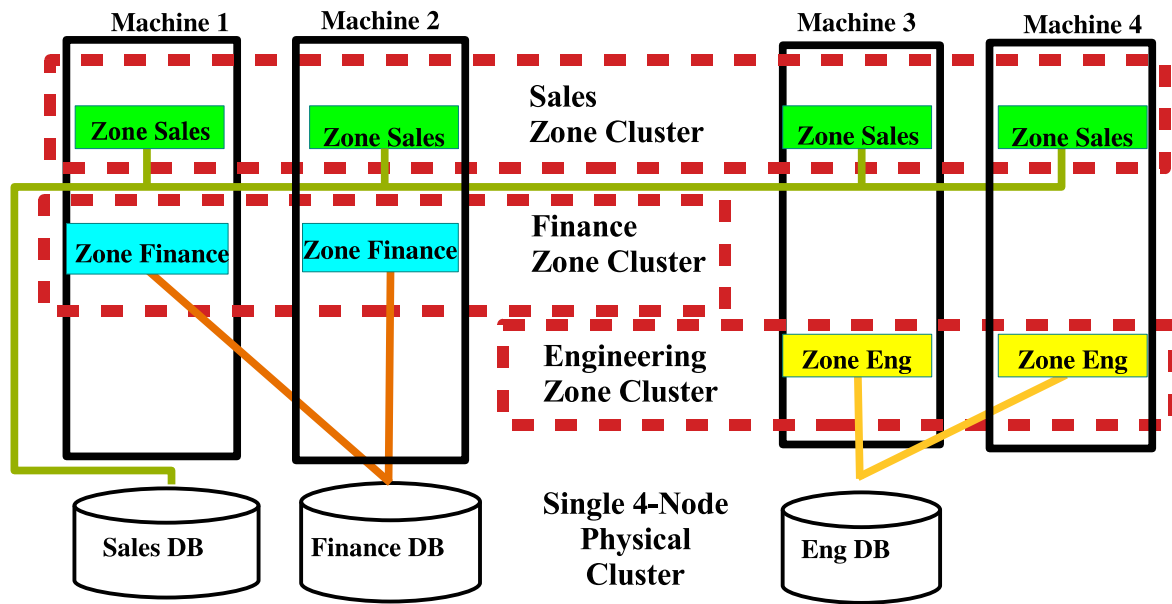 Machine 1
Machine 2
Machine 3
Machine 4
Sales
Zone Cluster
Zone Sales
Zone Sales
Zone Sales
Zone Sales
Finance
Zone Cluster
Zone Finance
Zone Finance
Engineering
Zone Cluster
Zone Eng
Zone Eng
Single 4-Node
Physical
Cluster
Sales DB
Finance DB
Eng DB